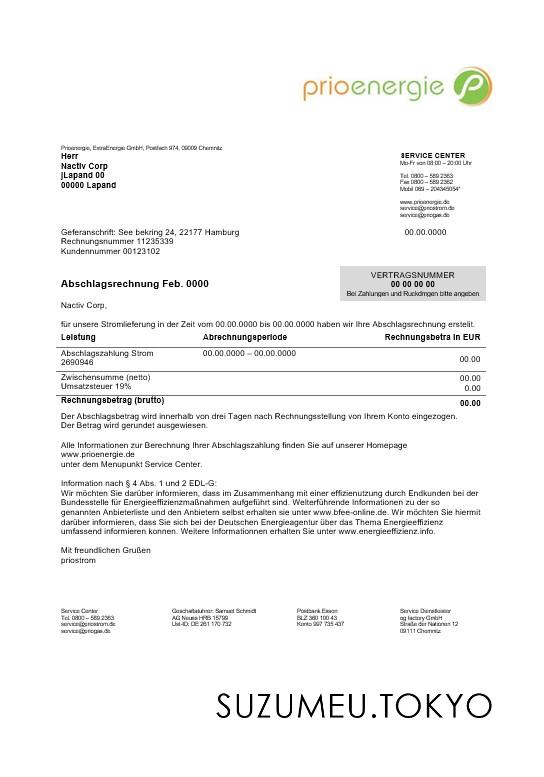 prioenergie
Prioenergie, ExtraEnergie GmbH, Postfach 974, 09009 Chemnitz
Herr
Nactiv Corp
jLapand 00
00000 Lapand
SERVICE CENTER
Mo-Fr von 08:00 – 20:00 Uhr
Tel. 0800 – 589 2363
Fax 0800 – 589 2362
Mobil 069 – 204345054*
www.prioenergie.de
service@priostrom.de
service@priogas.de
Geferanschrift: See bekring 24, 22177 Hamburg
Rechnungsnummer 11235339
Kundennummer 00123102
00.00.0000
Abschlagsrechnung Feb. 0000
VERTRAGSNUMMER
00 00 00 00
Bei Zahlungen und Ruckdmgen bitte angeben
Nactiv Corp,
für unsere Stromlieferung in der Zeit vom 00.00.0000 bis 00.00.0000 haben wir Ihre Abschlagsrechnung erstelit.
Leistung Abrechnungsperiode Rechnungsbetra in EUR
Abschlagszahlung Strom 00.00.0000 – 00.00.0000
2690946 00.00
Zwischensumme (netto) 00.00
Umsatzsteuer 19% 0.00
Rechnungsbetrag (brutto) 00.00
Der Abschlagsbetrag wird innerhalb von drei Tagen nach Rechnungsstellung von Ihrem Konto eingezogen.
Der Betrag wird gerundet ausgewiesen.
Alle Informationen zur Berechnung Ihrer Abschlagszahlung finden Sie auf unserer Homepage
www.prioenergie.de
unter dem Menupunkt Service Center.
Information nach § 4 Abs. 1 und 2 EDL-G:
Wir möchten Sie darüber informieren, dass im Zusammenhang mit einer effizienutzung durch Endkunden bei der
Bundesstelle für Energieeffizienzmaßnahmen aufgeführt sind. Weiterführende Informationen zu der so
genannten Anbieterliste und den Anbietern selbst erhalten sie unter www.bfee-online.de. Wir möchten Sie hiermit
darüber informieren, dass Sie sich bei der Deutschen Energieagentur über das Thema Energieeffizienz
umfassend informieren konnen. Weitere Informationnen erhalten Sie unter www.energieeffizienz.info.
Mit freundlichen Grußen
priostrom
Service Center
Tel. 0800 – 589 2363
service@priostrom.de
service@priogas.de
Geschaftsfuhrer: Samuel Schmidt
AG Neuss HRB 15799
Ust-ID: DE 261 170 732
Postbank Essen
BLZ 360 100 43
Konto 997 735 437
Service Dienstleister
og factory GmbH
Straße der Nationen 12
09111 Chemnitz
SUZUMEU.TOKYO